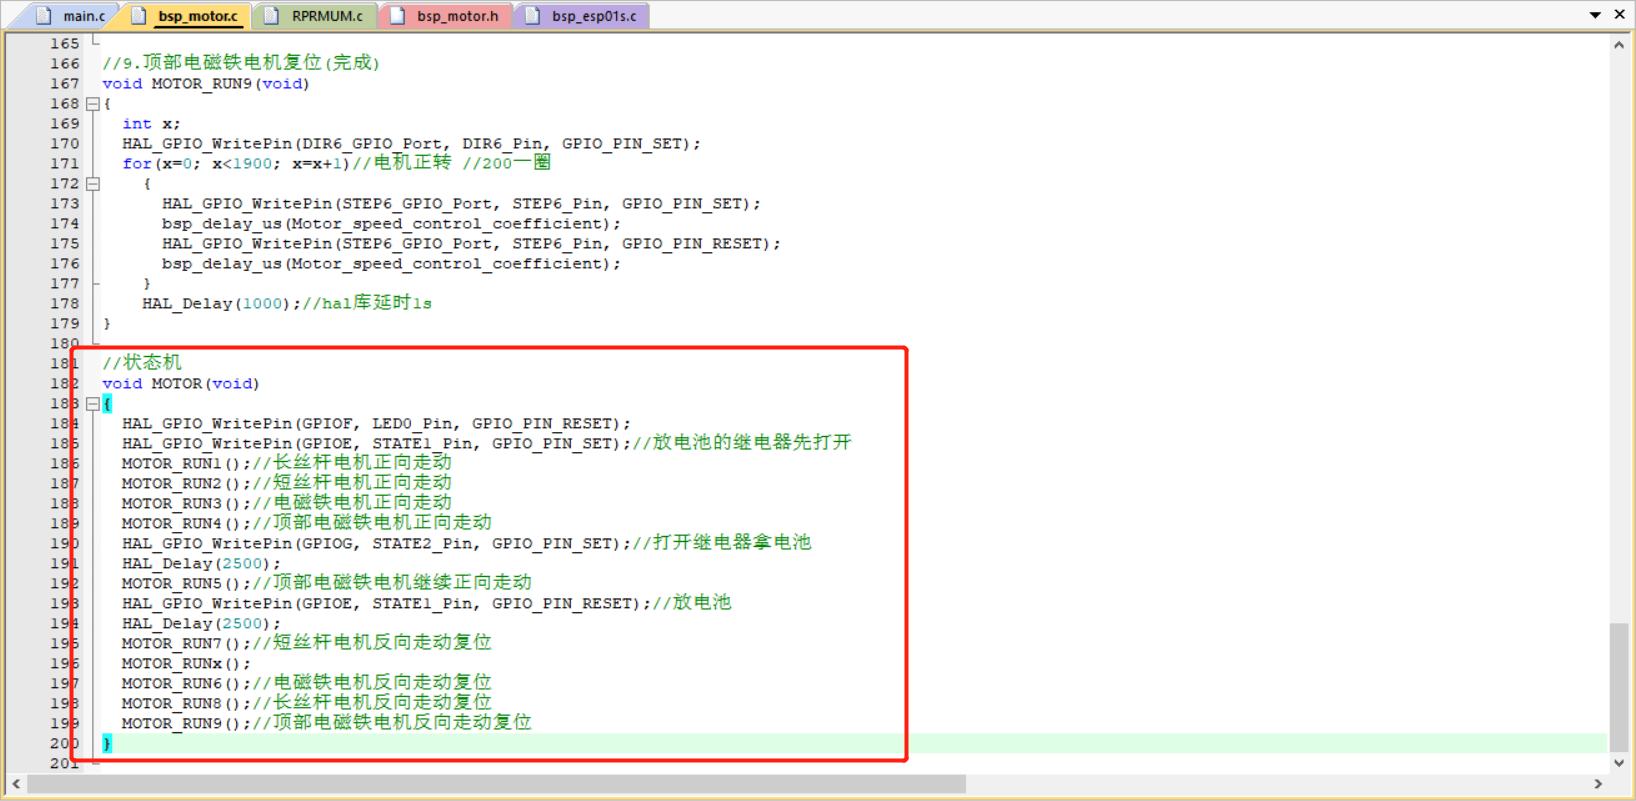 main.c bsp_motor.c RPRMUM.c bsp_motor.h bsp_esp01s.c
165
166 //9.顶部电磁铁电机复位(完成)
167 void MOTOR_RUN9(void)
168 {
169 int x;
170 HAL_GPIO_WritePin(DIR6_GPIO_Port, DIR6_Pin, GPIO_PIN_SET);
171 for(x=0; x<1900; x=x+1)//电机正转 //200一圈
172 {
173 HAL_GPIO_WritePin(STEP6_GPIO_Port, STEP6_Pin, GPIO_PIN_SET);
174 bsp_delay_us(Motor_speed_control_coefficient);
175 HAL_GPIO_WritePin(STEP6_GPIO_Port, STEP6_Pin, GPIO_PIN_RESET);
176 bsp_delay_us(Motor_speed_control_coefficient);
177 }
178 HAL_Delay(1000);//hal库延时1s
179 }
180
181 //状态机
182 void MOTOR(void)
183 {
184 HAL_GPIO_WritePin(GPIOF, LED0_Pin, GPIO_PIN_RESET);
185 HAL_GPIO_WritePin(GPIOE, STATE1_Pin, GPIO_PIN_SET);//放电池的继电器先打开
186 MOTOR_RUN1();//长丝杆电机正向走动
187 MOTOR_RUN2();//短丝杆电机正向走动
188 MOTOR_RUN3();//电磁铁电机正向走动
189 MOTOR_RUN4();//顶部电磁铁电机正向走动
190 HAL_GPIO_WritePin(GPIOG, STATE2_Pin, GPIO_PIN_SET);//打开继电器拿电池
191 HAL_Delay(2500);
192 MOTOR_RUN5();//顶部电磁铁电机继续正向走动
193 HAL_GPIO_WritePin(GPIOE, STATE1_Pin, GPIO_PIN_RESET);//放电池
194 HAL_Delay(2500);
195 MOTOR_RUN7();//短丝杆电机反向走动复位
196 MOTOR_RUNx();
197 MOTOR_RUN6();//电磁铁电机反向走动复位
198 MOTOR_RUN8();//长丝杆电机反向走动复位
199 MOTOR_RUN9();//顶部电磁铁电机反向走动复位
200 }
201